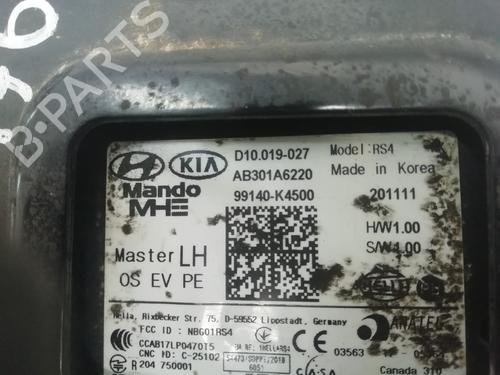 B-PARTS
KIA
D10.019-027
Model:RS4
AB301A6220
Made in Korea
Mando
99140-K4500
201111
MHE
H/W1.00
Master LH
S/W1.00
OS EV PE
Hella, Rixbecker Str. 75, D-59552 Lippstadt, Germany
FCC ID : NBG01RS4
CCAB17LP0470T5
ANATEL
CNC ID: C-25102
03563
R 204 750001
6051
Canada 310